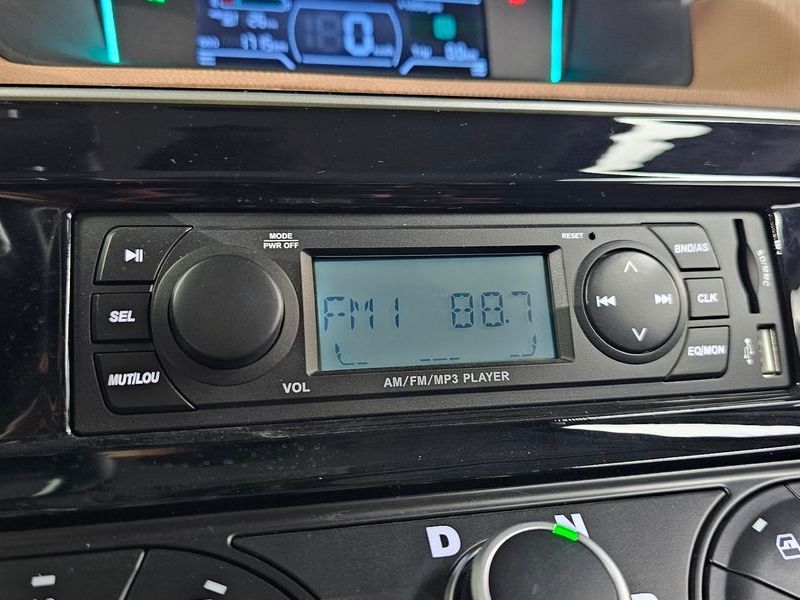 0
MODE
PWR OFF
RESET
BND/AS
SEL
FM1 88.7
CLK
MUT/LOU
EQ/MON
VOL
AM/FM/MP3 PLAYER
D N